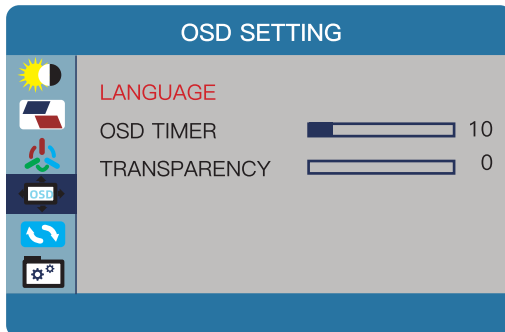 OSD SETTING
LANGUAGE
OSD TIMER 10
TRANSPARENCY 0
OSD